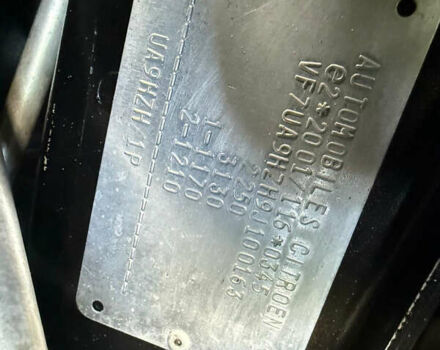 AUTOMOBILES CITROEN
e2*2001/116*0345
VF7UA9HZH9J100163
2250
3130
1-1170
2-1210
UA9HZH/1P